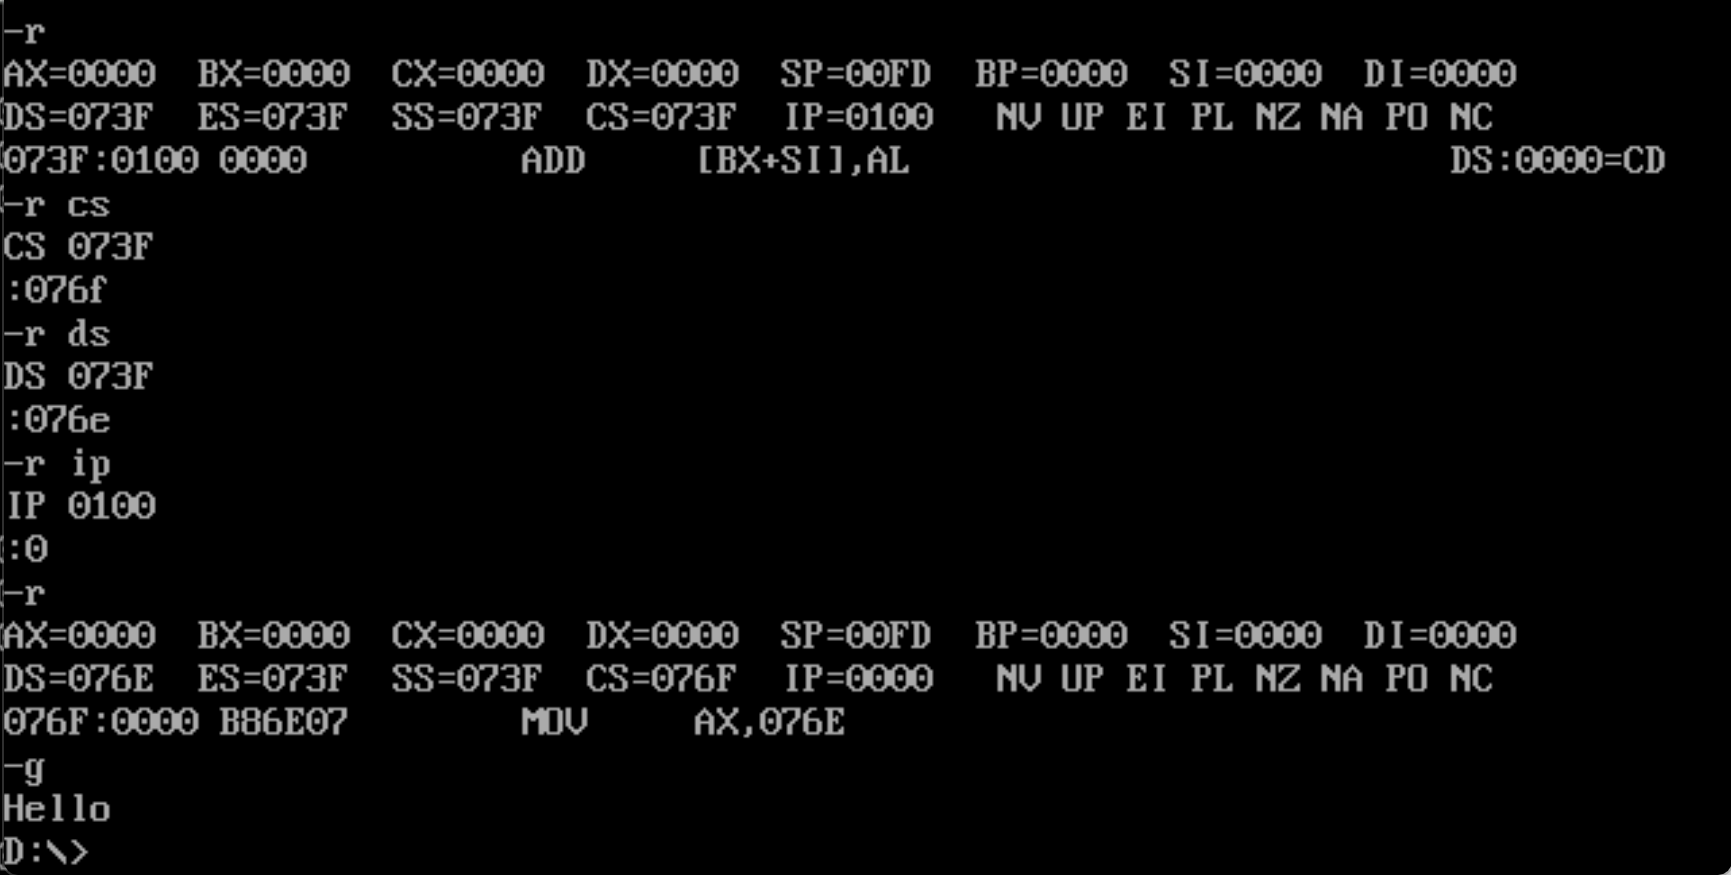 -r
AX=0000  BX=0000  CX=0000  DX=0000  SP=00FD  BP=0000  SI=0000  DI=0000
DS=073F  ES=073F  SS=073F  CS=073F  IP=0100   NV UP EI PL NZ NA PO NC
073F:0100 0000          ADD     [BX+SI],AL                         DS:0000=CD
-r cs
CS 073F
:076f
-r ds
DS 073F
:076e
-r ip
IP 0100
:0
-r
AX=0000  BX=0000  CX=0000  DX=0000  SP=00FD  BP=0000  SI=0000  DI=0000
DS=076E  ES=073F  SS=073F  CS=076F  IP=0000   NV UP EI PL NZ NA PO NC
076F:0000 B86E07        MOV     AX,076E
-g
Hello
D:\>